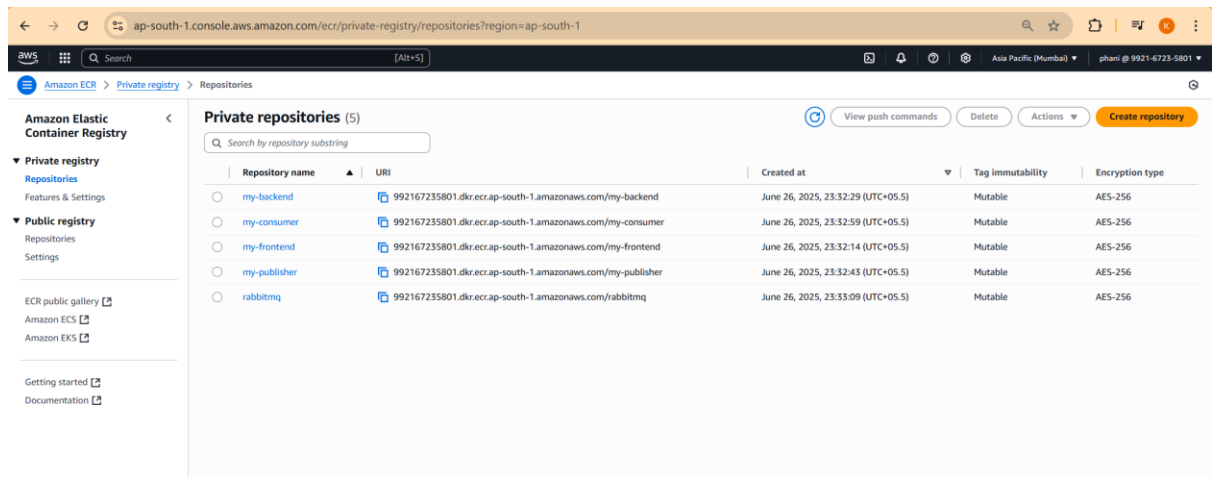 ap-south-1.console.aws.amazon.com/ecr/private-registry/repositories?region=ap-south-1
K
aws
Search
[Alt+S]
Asia Pacific (Mumbai)
phani @ 9921-6723-5801
Amazon ECR > Private registry > Repositories
Amazon Elastic
Container Registry
Private registry
Repositories
Features & Settings
Public registry
Repositories
Settings
ECR public gallery
Amazon ECS
Amazon EKS
Getting started
Documentation
Private repositories (5)
View push commands
Delete
Actions
Create repository
Search by repository substring
Repository name URI Created at Tag immutability Encryption type
my-backend 992167235801.dkr.ecr.ap-south-1.amazonaws.com/my-backend June 26, 2025, 23:32:29 (UTC+05.5) Mutable AES-256
my-consumer 992167235801.dkr.ecr.ap-south-1.amazonaws.com/my-consumer June 26, 2025, 23:32:59 (UTC+05.5) Mutable AES-256
my-frontend 992167235801.dkr.ecr.ap-south-1.amazonaws.com/my-frontend June 26, 2025, 23:32:14 (UTC+05.5) Mutable AES-256
my-publisher 992167235801.dkr.ecr.ap-south-1.amazonaws.com/my-publisher June 26, 2025, 23:32:43 (UTC+05.5) Mutable AES-256
rabbitmq 992167235801.dkr.ecr.ap-south-1.amazonaws.com/rabbitmq June 26, 2025, 23:33:09 (UTC+05.5) Mutable AES-256